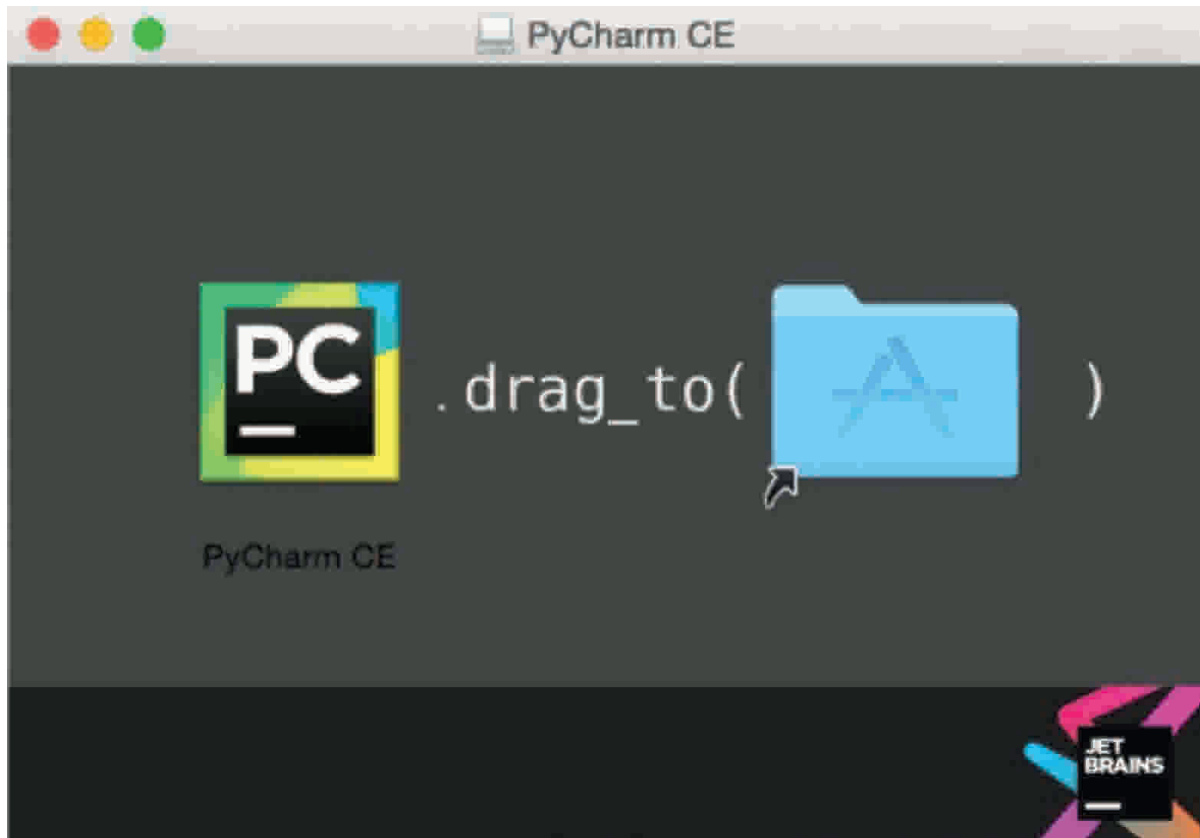 PyCharm CE
PC
.drag_to( )
PyCharm CE
JET
BRAINS